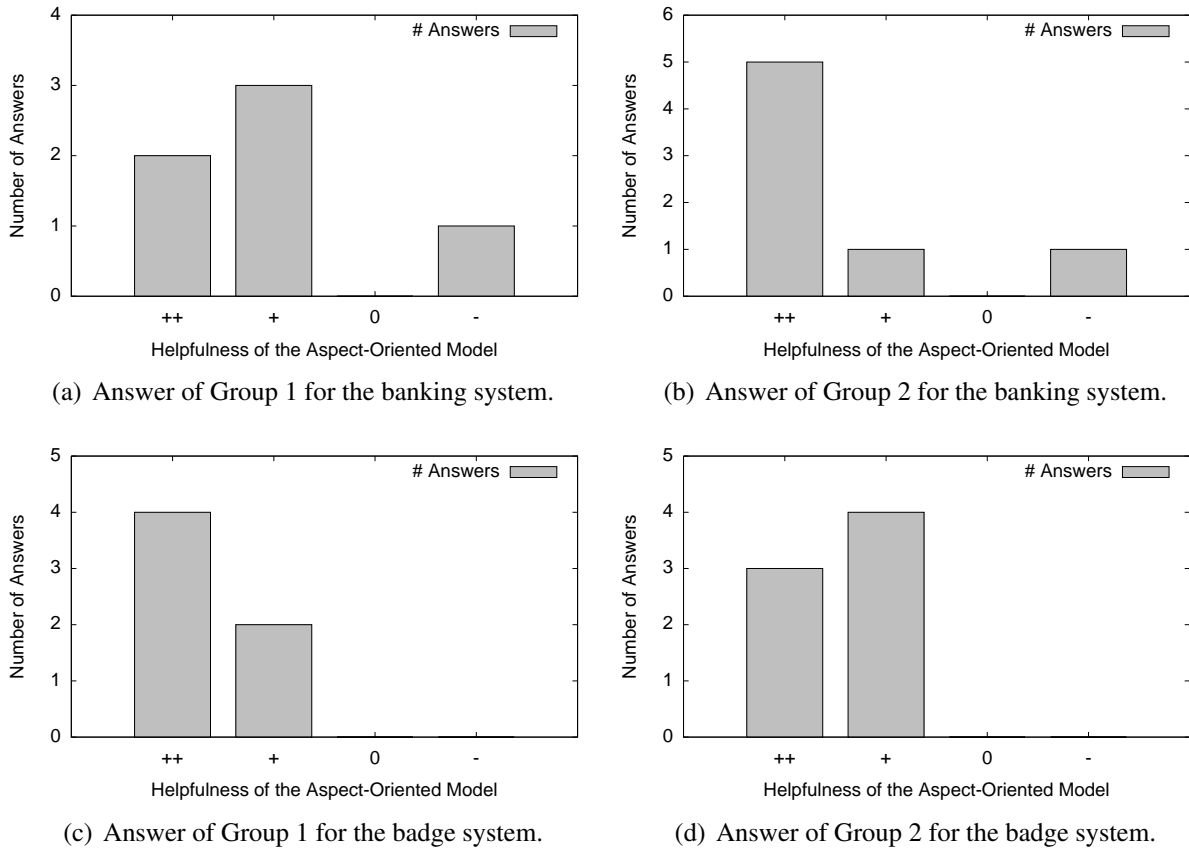 4
3
2
1
0
Number of Answers
# Answers
++ + 0 -
Helpfulness of the Aspect-Oriented Model
(a) Answer of Group 1 for the banking system.
6
5
4
3
2
1
0
Number of Answers
# Answers
++ + 0 -
Helpfulness of the Aspect-Oriented Model
(b) Answer of Group 2 for the banking system.
5
4
3
2
1
0
Number of Answers
# Answers
++ + 0 -
Helpfulness of the Aspect-Oriented Model
(c) Answer of Group 1 for the badge system.
5
4
3
2
1
0
Number of Answers
# Answers
++ + 0 -
Helpfulness of the Aspect-Oriented Model
(d) Answer of Group 2 for the badge system.